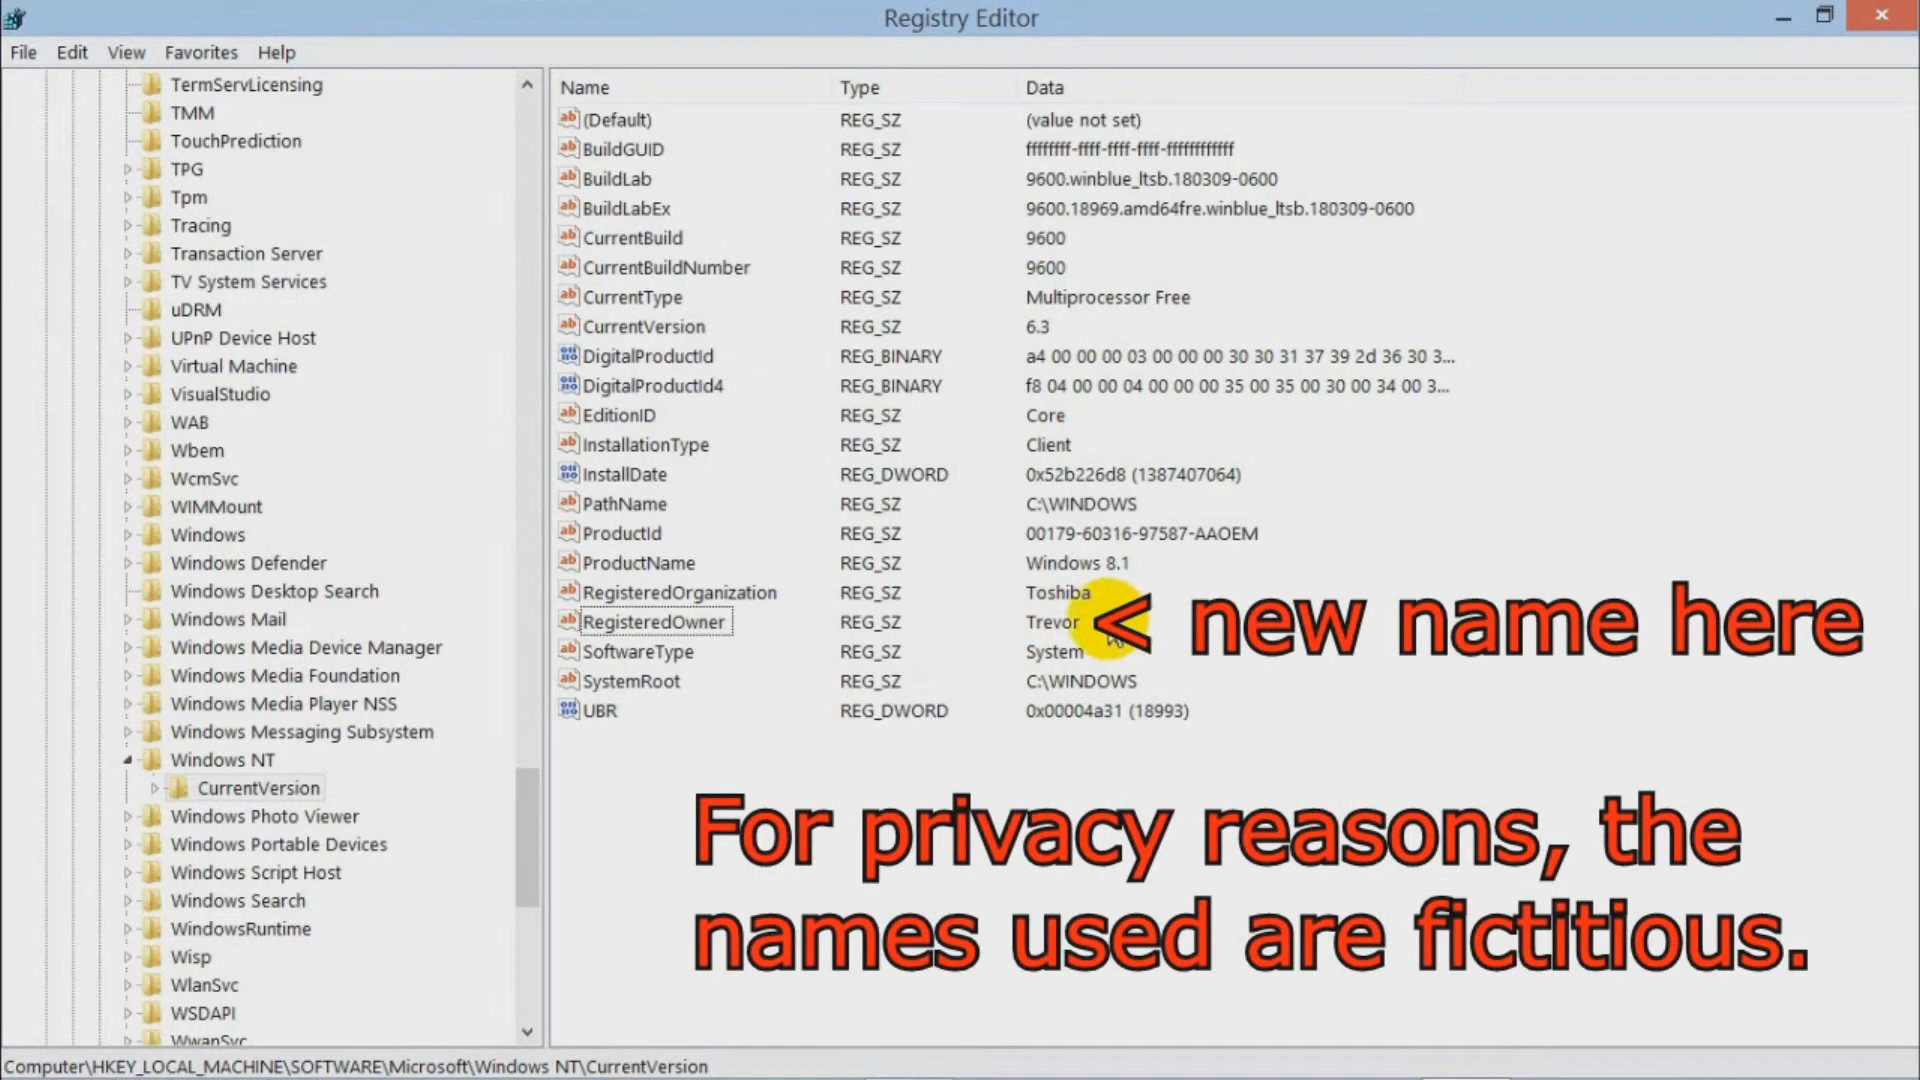 Registry Editor
File Edit View Favorites Help
TermServLicensing
TMM
TouchPrediction
TPG
Tpm
Tracing
Transaction Server
TV System Services
uDRM
UPnP Device Host
Virtual Machine
VisualStudio
WAB
Wbem
WcmSvc
WIMMount
Windows
Windows Defender
Windows Desktop Search
Windows Mail
Windows Media Device Manager
Windows Media Foundation
Windows Media Player NSS
Windows Messaging Subsystem
Windows NT
CurrentVersion
Windows Photo Viewer
Windows Portable Devices
Windows Script Host
Windows Search
WindowsRuntime
Wisp
WlanSvc
WSDAPI
WwanSvc
Name Type Data
(Default) REG_SZ (value not set)
BuildGUID REG_SZ ffffffff-ffff-ffff-ffff-ffffffffffff
BuildLab REG_SZ 9600.winblue_ltsb.180309-0600
BuildLabEx REG_SZ 9600.18969.amd64fre.winblue_ltsb.180309-0600
CurrentBuild REG_SZ 9600
CurrentBuildNumber REG_SZ 9600
CurrentType REG_SZ Multiprocessor Free
CurrentVersion REG_SZ 6.3
DigitalProductId REG_BINARY a4 00 00 00 03 00 00 00 30 30 31 37 39 2d 36 30 3...
DigitalProductId4 REG_BINARY f8 04 00 00 04 00 00 00 35 00 35 00 30 00 34 00 3...
EditionID REG_SZ Core
InstallationType REG_SZ Client
InstallDate REG_DWORD 0x52b226d8 (1387407064)
PathName REG_SZ C:\WINDOWS
ProductId REG_SZ 00179-60316-97587-AAOEM
ProductName REG_SZ Windows 8.1
RegisteredOrganization REG_SZ Toshiba
RegisteredOwner REG_SZ Trevor < new name here
SoftwareType REG_SZ System
SystemRoot REG_SZ C:\WINDOWS
UBR REG_DWORD 0x00004a31 (18993)
For privacy reasons, the
names used are fictitious.
Computer\HKEY_LOCAL_MACHINE\SOFTWARE\Microsoft\Windows NT\CurrentVersion